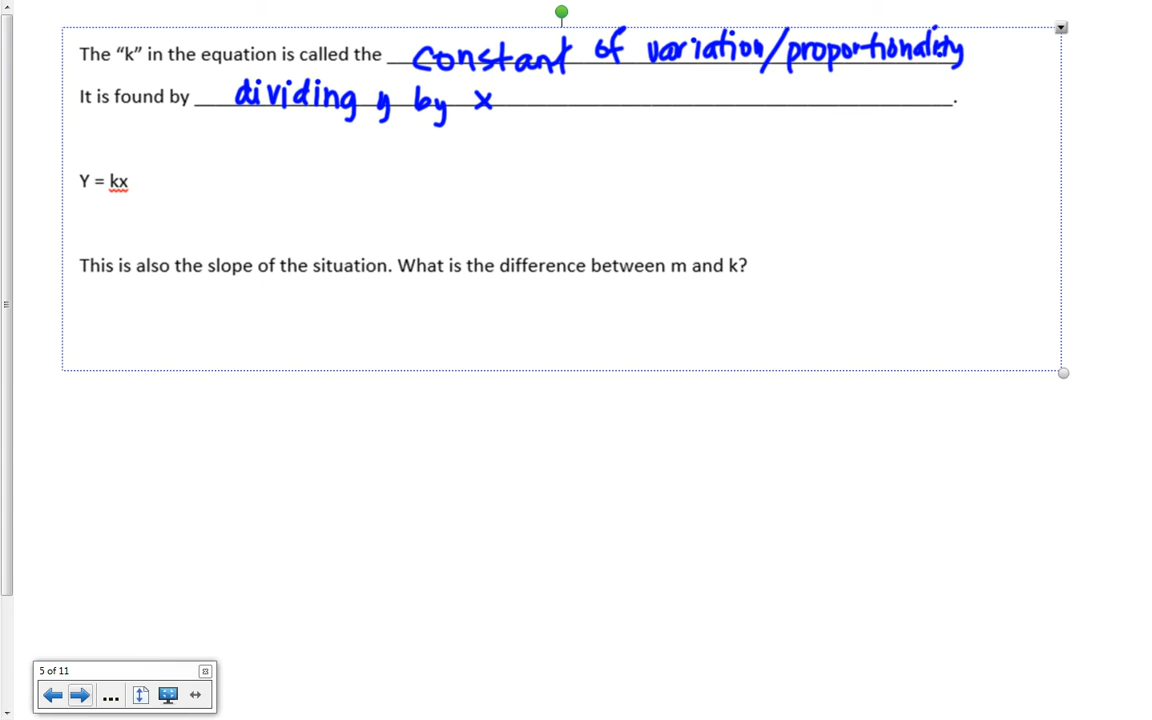 The “k” in the equation is called the constant of variation/proportionality
It is found by dividing y by x.
Y = kx
This is also the slope of the situation. What is the difference between m and k?
5 of 11